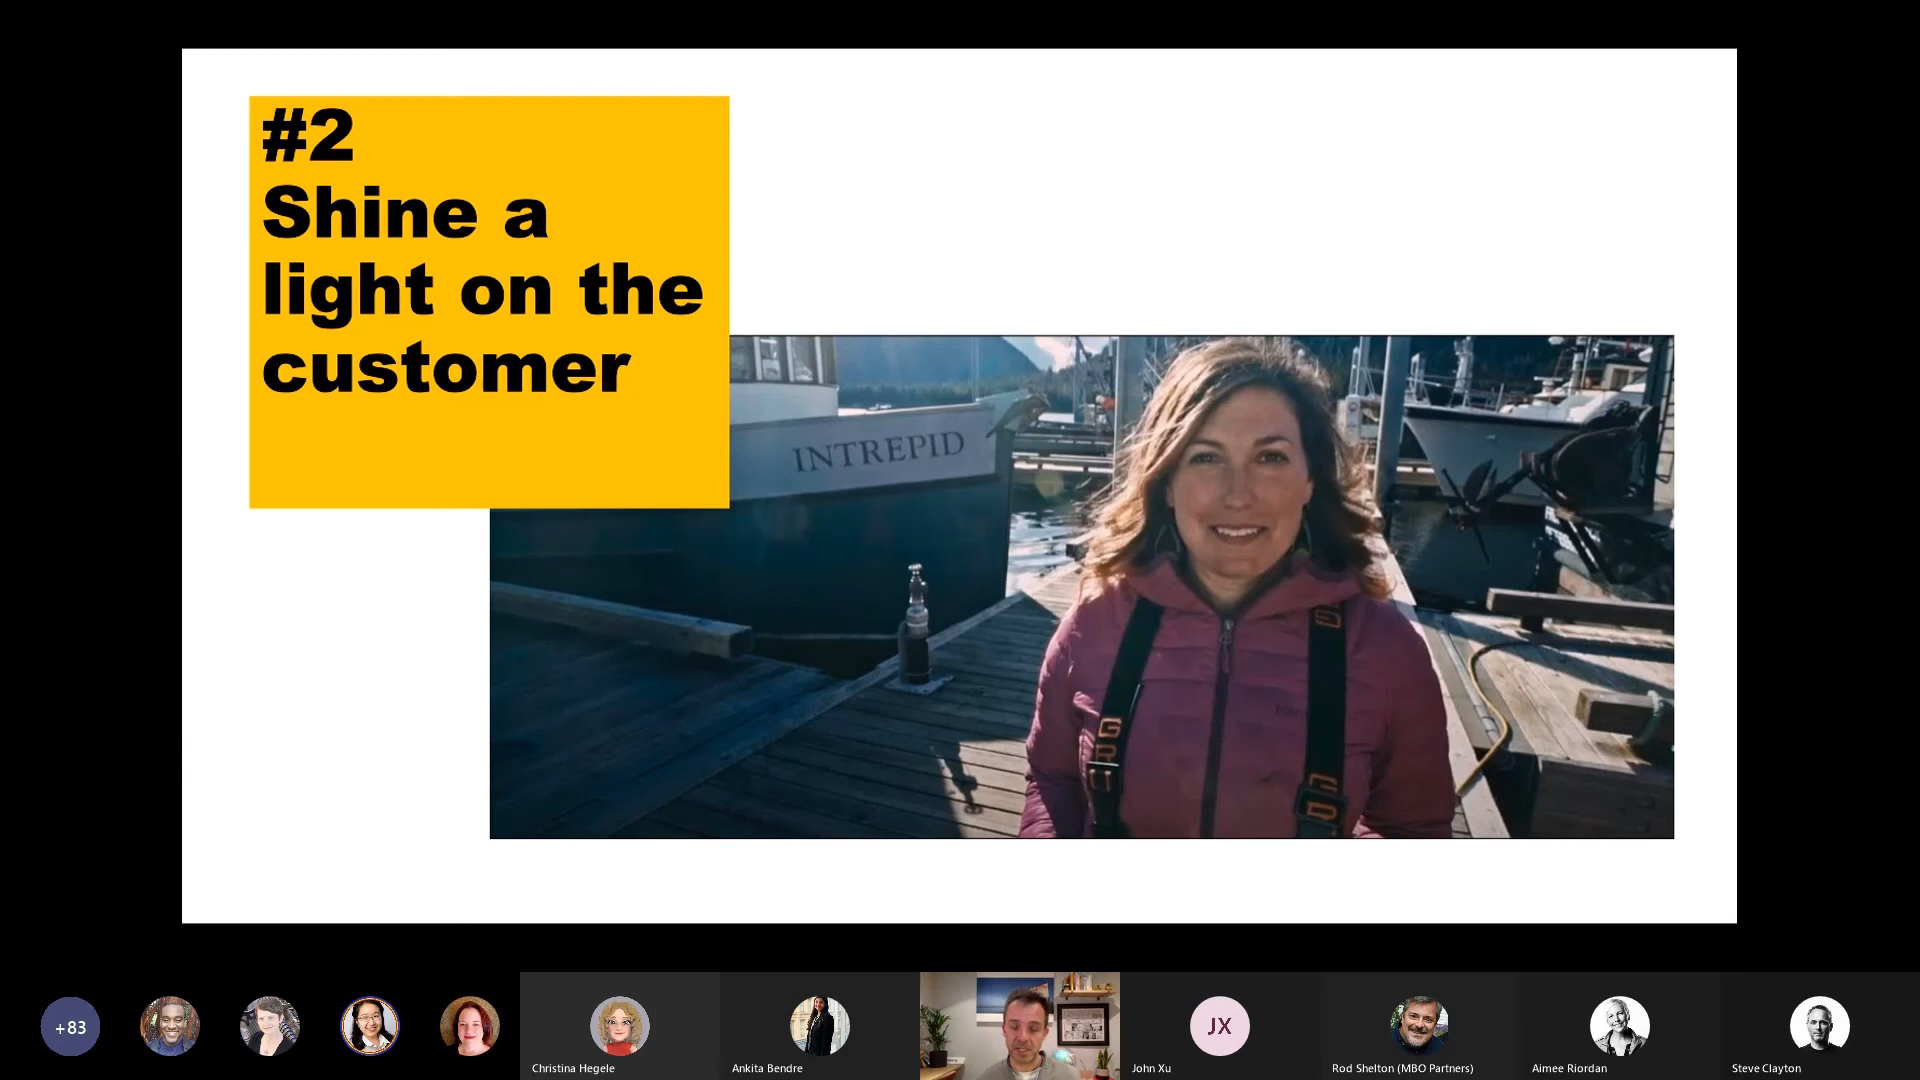 #2
Shine a
light on the
customer
INTREPID
G
G
R
U
G
R
+83
JX
Christina Hegele
Ankita Bendre
John Xu
Rod Shelton (MBO Partners)
Aimee Riordan
Steve Clayton